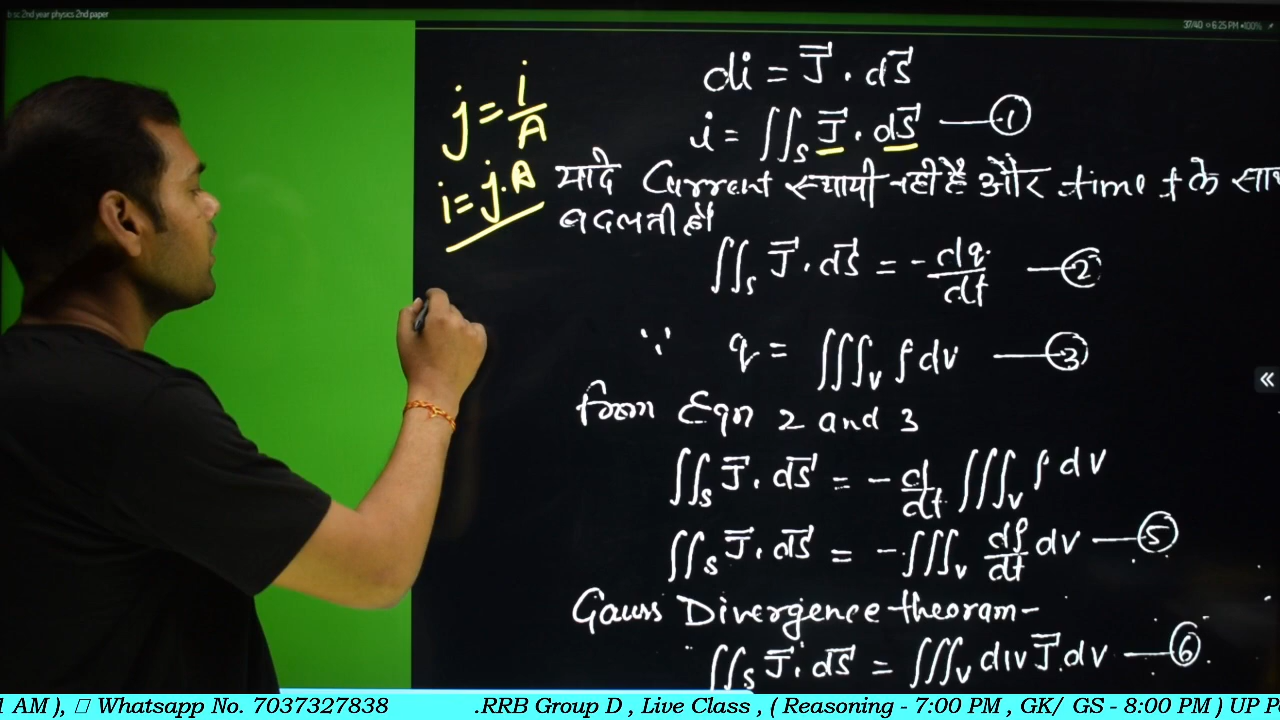 b sc 2nd year physics 2nd paper
37/40 6:25 PM 100%
di = J⃗ . dS⃗
j = i/A
i = ∬s J⃗ . dS⃗ — ①
i = j.A
यदि Current स्थायी नहीं है और time t के साथ
बदलती हो
∬s J⃗ . dS⃗ = - dq/dt — ②
∵ q = ∭v ρ dv — ③
from Eqn 2 and 3
∬s J⃗ . dS⃗ = - d/dt ∭v ρ dv
∬s J⃗ . dS⃗ = - ∭v dρ/dt dv — ⑤
Gauss Divergence theoram-
∬s J⃗ . dS⃗ = ∭v div J⃗ dv — ⑥
1 AM ), Whatsapp No. 7037327838 .RRB Group D , Live Class , ( Reasoning - 7:00 PM , GK/ GS - 8:00 PM ) UP P